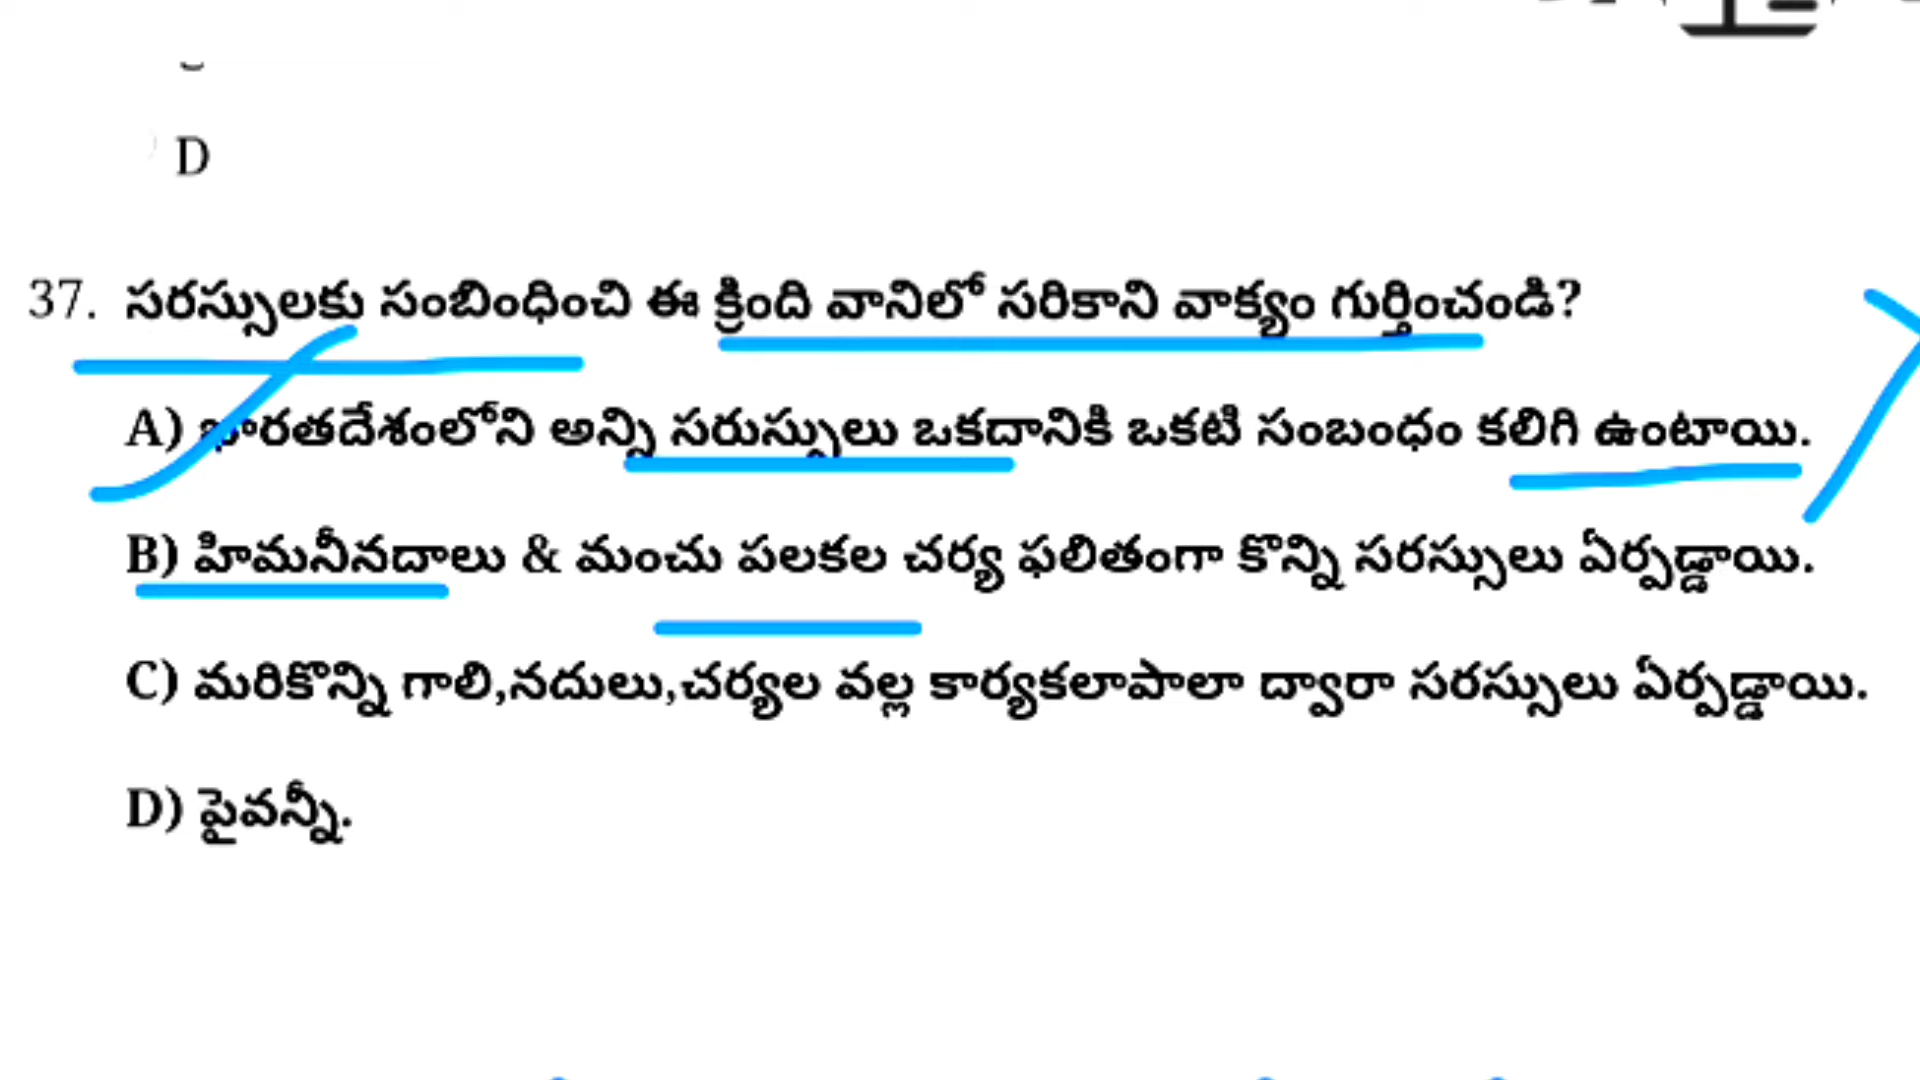 D
37. సరస్సులకు సంబింధించి ఈ క్రింది వానిలో సరికాని వాక్యం గుర్తించండి?
A) భారతదేశంలోని అన్ని సరుస్సులు ఒకదానికి ఒకటి సంబంధం కలిగి ఉంటాయి.
B) హిమనీనదాలు & మంచు పలకల చర్య ఫలితంగా కొన్ని సరస్సులు ఏర్పడ్డాయి.
C) మరికొన్ని గాలి,నదులు,చర్యల వల్ల కార్యకలాపాలా ద్వారా సరస్సులు ఏర్పడ్డాయి.
D) పైవన్నీ.